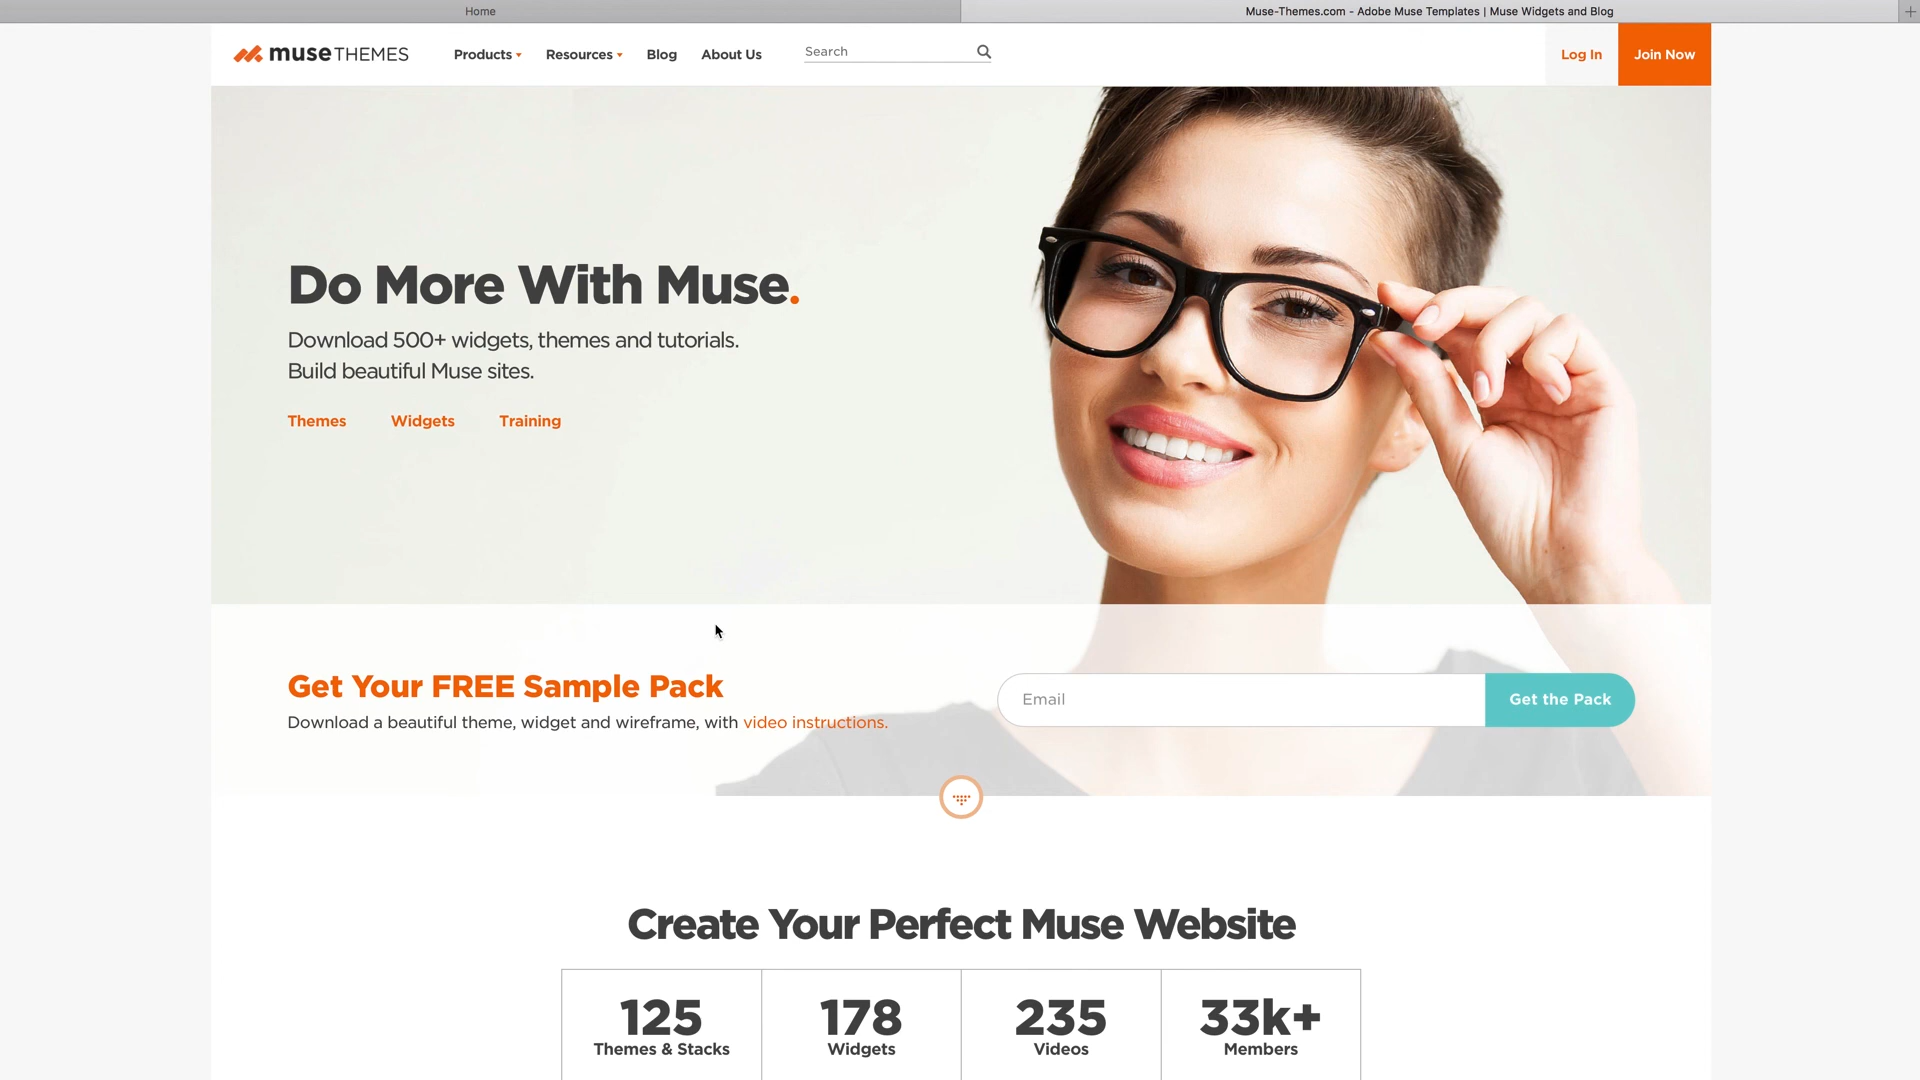 Home
Muse-Themes.com - Adobe Muse Templates | Muse Widgets and Blog
museTHEMES
Products
Resources
Blog
About Us
Search
Log In
Join Now
Do More With Muse.
Download 500+ widgets, themes and tutorials.
Build beautiful Muse sites.
Themes
Widgets
Training
Get Your FREE Sample Pack
Download a beautiful theme, widget and wireframe, with video instructions.
Email
Get the Pack
Create Your Perfect Muse Website
125
Themes & Stacks
178
Widgets
235
Videos
33k+
Members